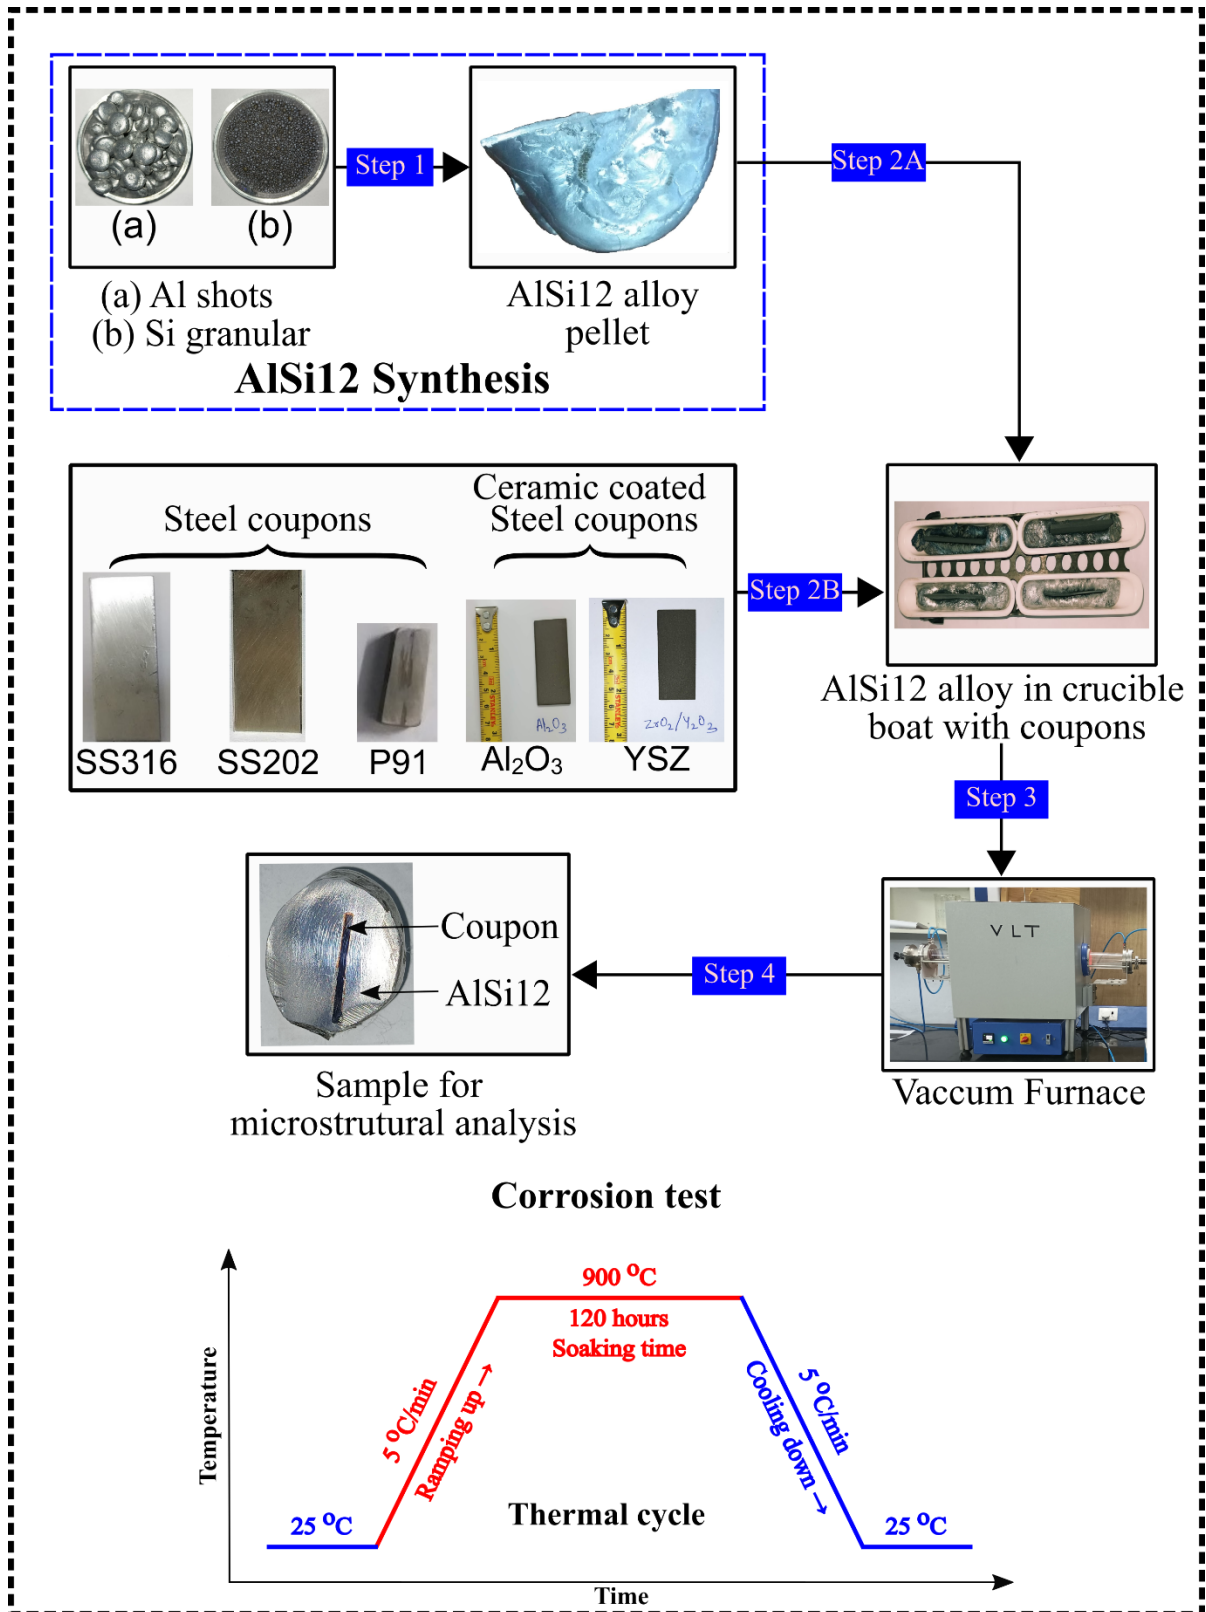 (a)
(b)
Step 1
Step 2A
(a) Al shots
(b) Si granular
AlSi12 alloy
pellet
AlSi12 Synthesis
Steel coupons
Ceramic coated
Steel coupons
Al₂O₃
ZrO₂/Y₂O₃
SS316
SS202
P91
Al₂O₃
YSZ
Step 2B
AlSi12 alloy in crucible
boat with coupons
Step 3
VLT
Vaccum Furnace
Step 4
Coupon
AlSi12
Sample for
microstrutural analysis
Corrosion test
Temperature
25 °C
5 °C/min
Ramping up →
900 °C
120 hours
Soaking time
5 °C/min
Cooling down →
25 °C
Thermal cycle
Time